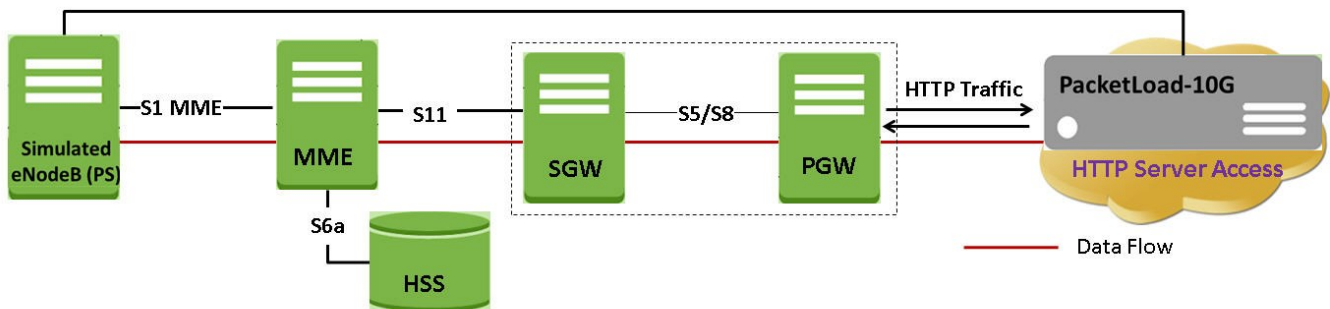 Simulated
eNodeB (PS)
S1 MME
MME
S11
S6a
HSS
SGW
S5/S8
PGW
HTTP Traffic
PacketLoad-10G
HTTP Server Access
Data Flow